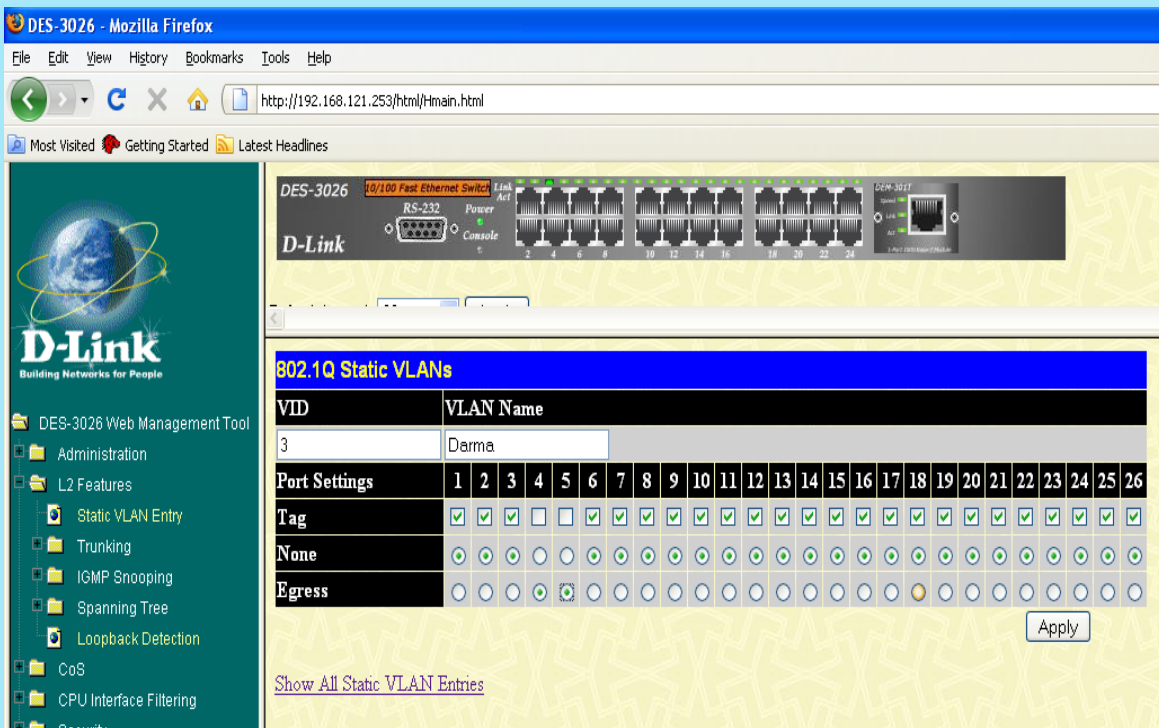 DES-3026 - Mozilla Firefox
File Edit View History Bookmarks Tools Help
http://192.168.121.253/html/Hmain.html
Most Visited Getting Started Latest Headlines
DES-3026 10/100 Fast Ethernet Switch Link Act
RS-232 Power
Console
D-Link
2 4 6 8 10 12 14 16 18 20 22 24
DEM-301T
Speed
Link
Act
D-Link
Building Networks for People
DES-3026 Web Management Tool
Administration
L2 Features
Static VLAN Entry
Trunking
IGMP Snooping
Spanning Tree
Loopback Detection
CoS
CPU Interface Filtering
802.1Q Static VLANs
VID VLAN Name
3 Darma
Port Settings 1 2 3 4 5 6 7 8 9 10 11 12 13 14 15 16 17 18 19 20 21 22 23 24 25 26
Tag
None
Egress
Apply
Show All Static VLAN Entries